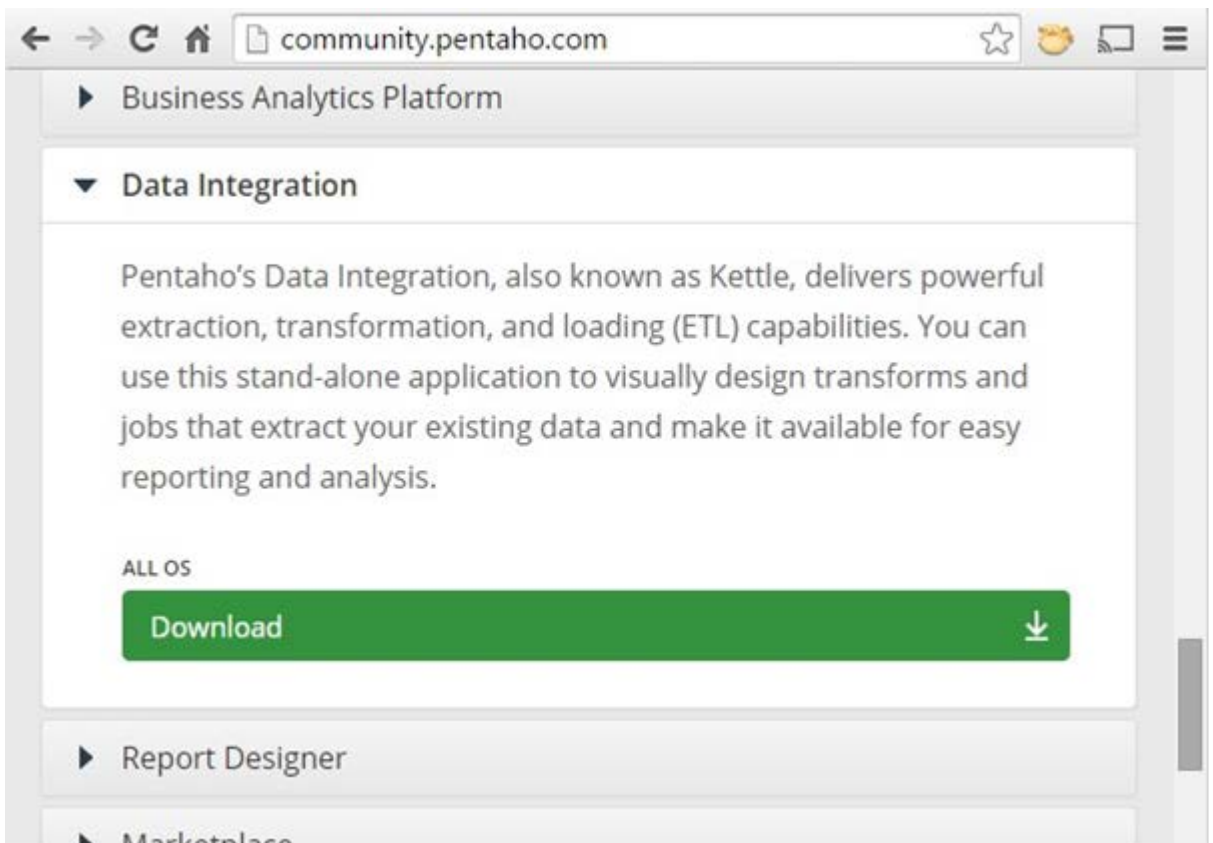 community.pentaho.com
Business Analytics Platform
Data Integration
Pentaho’s Data Integration, also known as Kettle, delivers powerful
extraction, transformation, and loading (ETL) capabilities. You can
use this stand-alone application to visually design transforms and
jobs that extract your existing data and make it available for easy
reporting and analysis.
ALL OS
Download
Report Designer
Marketplace